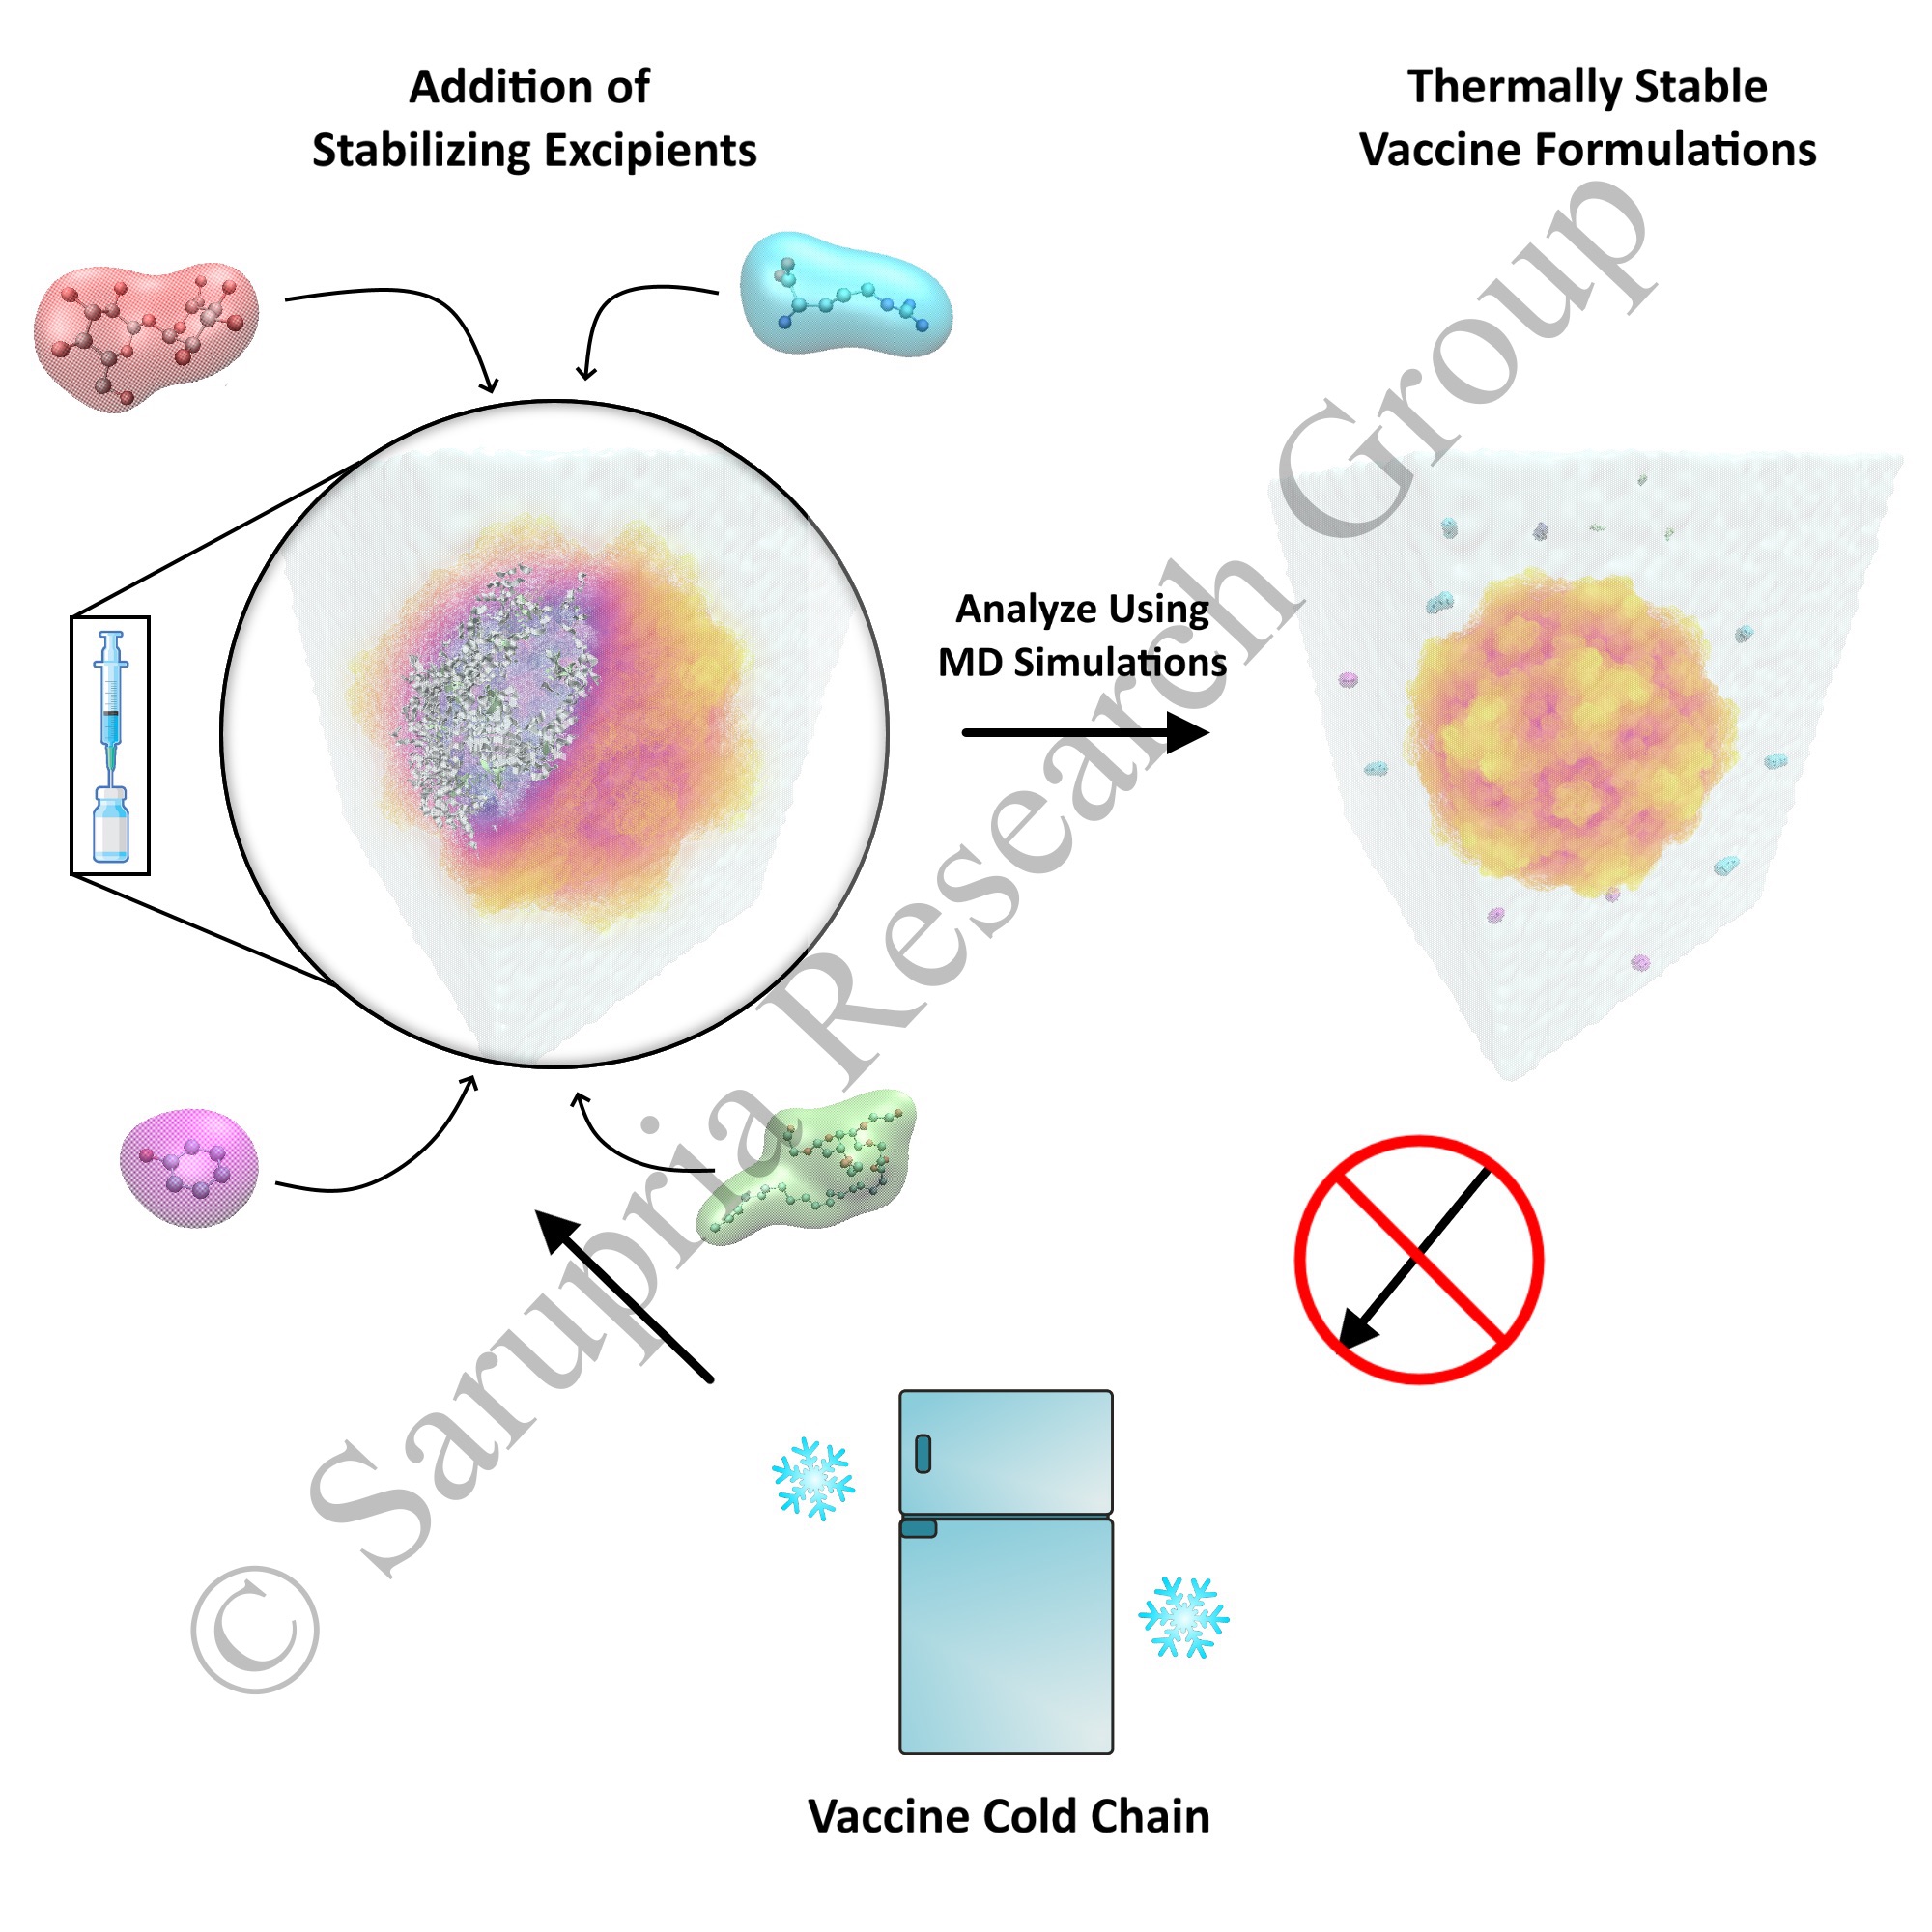 Addition of
Stabilizing Excipients
Thermally Stable
Vaccine Formulations
Analyze Using
MD Simulations
© Sarupria Research Group
Vaccine Cold Chain